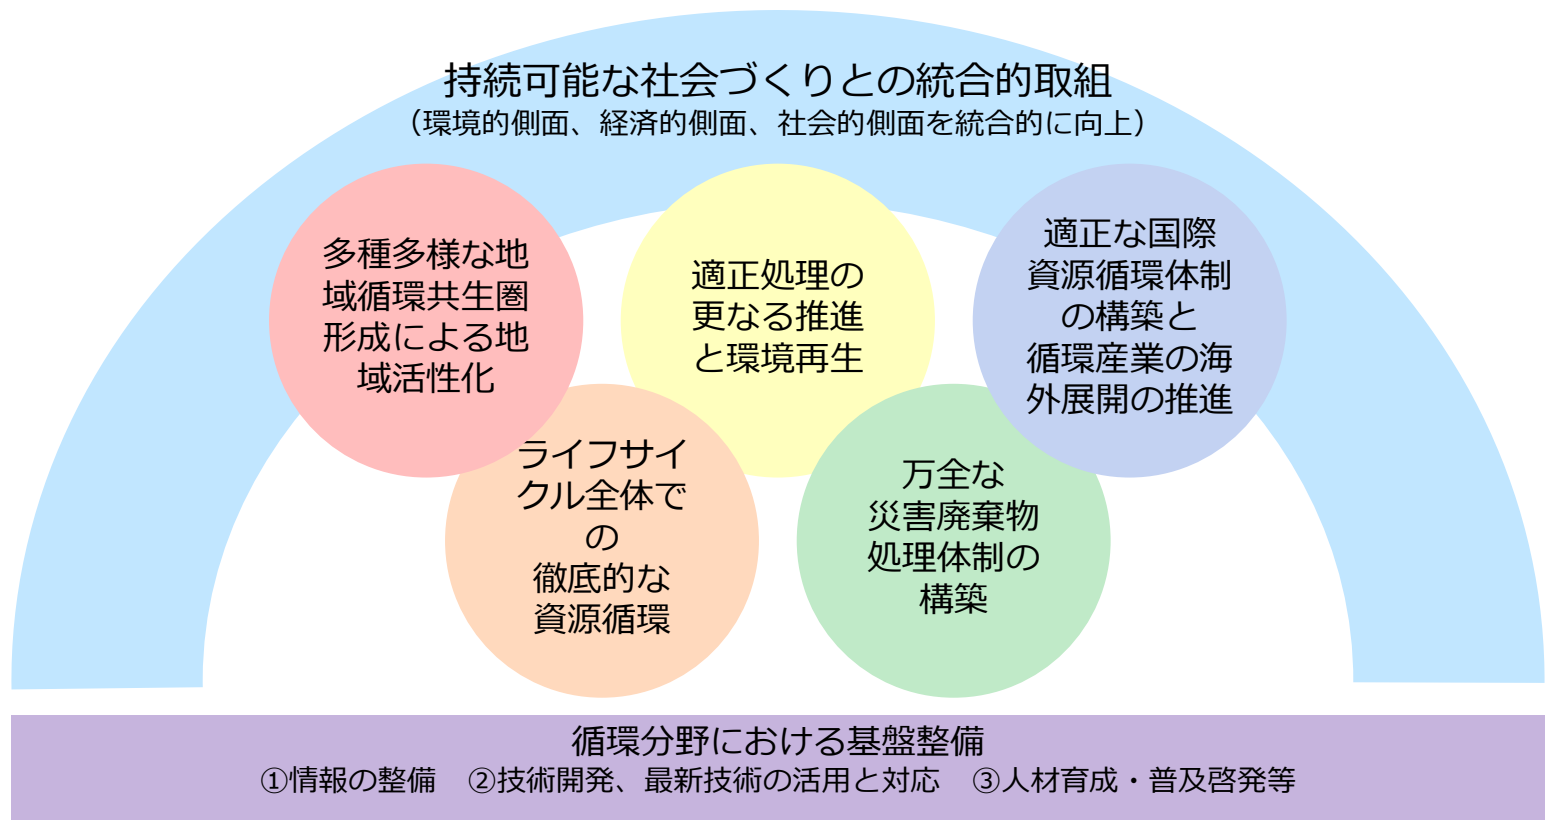 持続可能な社会づくりとの統合的取組
（環境的側面、経済的側面、社会的側面を統合的に向上）
多種多様な地
域循環共生圏
形成による地
域活性化
ライフサイ
クル全体で
の
徹底的な
資源循環
適正処理の
更なる推進
と環境再生
万全な
災害廃棄物
処理体制の
構築
適正な国際
資源循環体制
の構築と
循環産業の海
外展開の推進
循環分野における基盤整備
①情報の整備　②技術開発、最新技術の活用と対応　③人材育成・普及啓発等